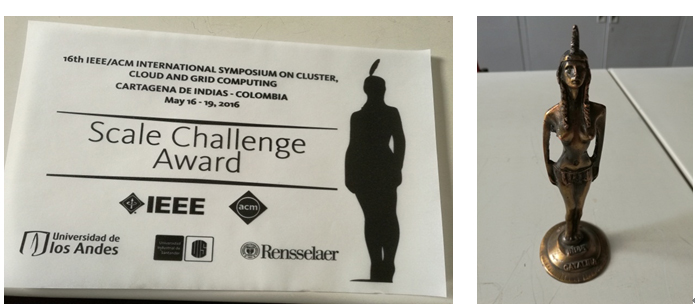 16th IEEE/ACM INTERNATIONAL SYMPOSIUM ON CLUSTER,
CLOUD AND GRID COMPUTING
CARTAGENA DE INDIAS - COLOMBIA
May 16 - 19, 2016
Scale Challenge
Award
IEEE
acm
Universidad de
los Andes
UIS
Rensselaer